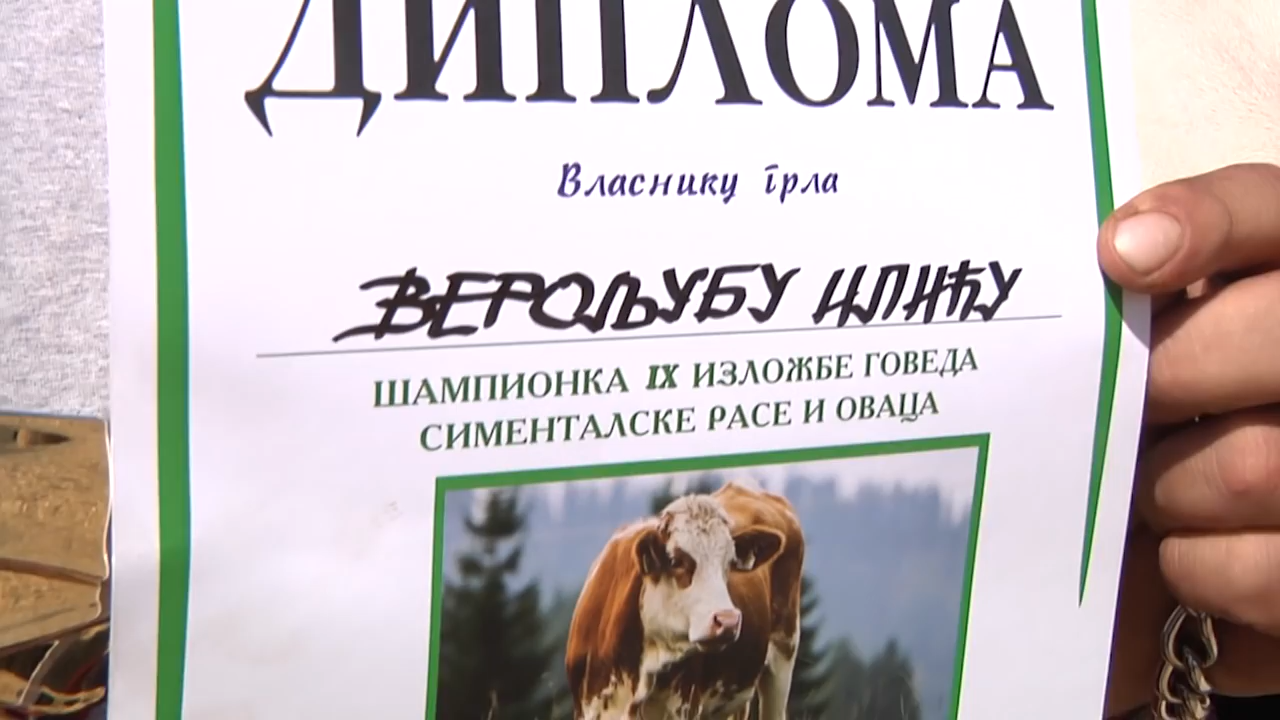 ДИПЛОМА
Власнику грла
ВЕРОЉУБУ ИЛИЋУ
ШАМПИОНКА IX ИЗЛОЖБЕ ГОВЕДА
СИМЕНТАЛСКЕ РАСЕ И ОВАЦА